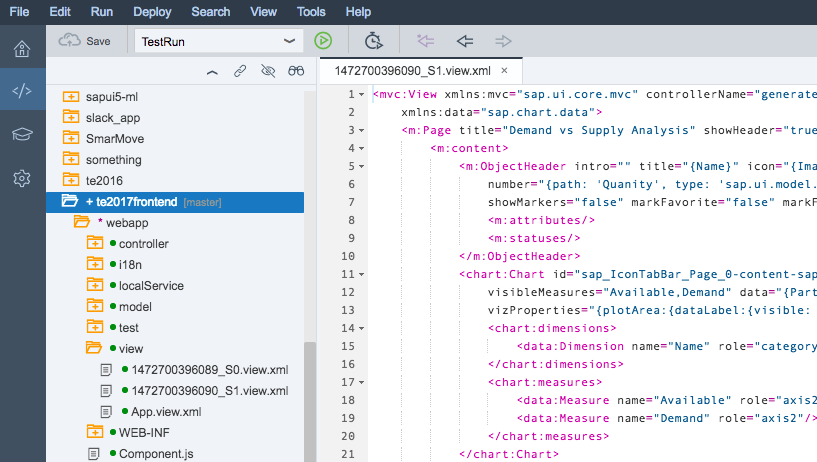 File Edit Run Deploy Search View Tools Help
Save TestRun
1472700396090_S1.view.xml ×
sapui5-ml
slack_app
SmarMove
something
te2016
+ te2017frontend [master]
* webapp
controller
i18n
localService
model
test
view
1472700396089_S0.view.xml
1472700396090_S1.view.xml
App.view.xml
WEB-INF
Component.js
1 <mvc:View xmlns:mvc="sap.ui.core.mvc" controllerName="generate
2 xmlns:data="sap.chart.data">
3 <m:Page title="Demand vs Supply Analysis" showHeader="true
4 <m:content>
5 <m:ObjectHeader intro="" title="{Name}" icon="{Ima
6 number="{path: 'Quanity', type: 'sap.ui.model.
7 showMarkers="false" markFavorite="false" markF
8 <m:attributes/>
9 <m:statuses/>
10 </m:ObjectHeader>
11 <chart:Chart id="sap_IconTabBar_Page_0-content-sap
12 visibleMeasures="Available,Demand" data="{Part
13 vizProperties="{plotArea:{dataLabel:{visible:
14 <chart:dimensions>
15 <data:Dimension name="Name" role="category
16 </chart:dimensions>
17 <chart:measures>
18 <data:Measure name="Available" role="axis2
19 <data:Measure name="Demand" role="axis2"/>
20 </chart:measures>
21 </chart:Chart>